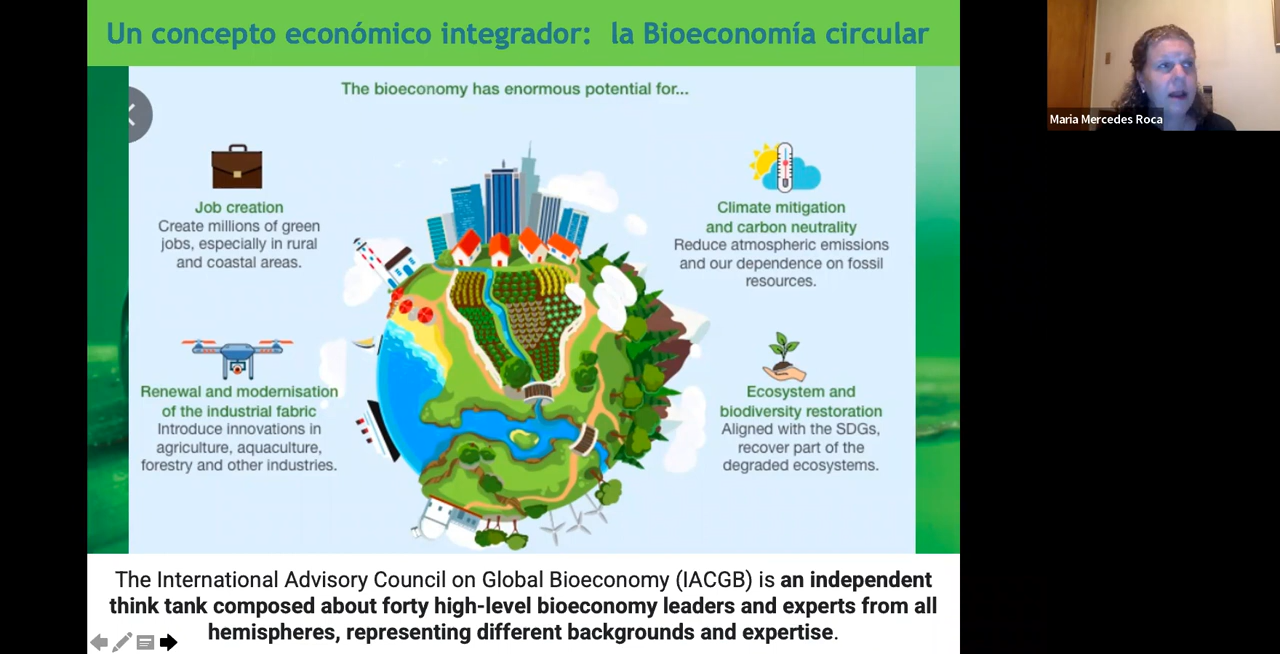 Un concepto económico integrador: la Bioeconomía circular
The bioeconomy has enormous potential for...
Job creation
Create millions of green
jobs, especially in rural
and coastal areas.
Climate mitigation
and carbon neutrality
Reduce atmospheric emissions
and our dependence on fossil
resources.
Renewal and modernisation
of the industrial fabric
Introduce innovations in
agriculture, aquaculture,
forestry and other industries.
Ecosystem and
biodiversity restoration
Aligned with the SDGs,
recover part of the
degraded ecosystems.
The International Advisory Council on Global Bioeconomy (IACGB) is an independent
think tank composed about forty high-level bioeconomy leaders and experts from all
hemispheres, representing different backgrounds and expertise.
Maria Mercedes Roca